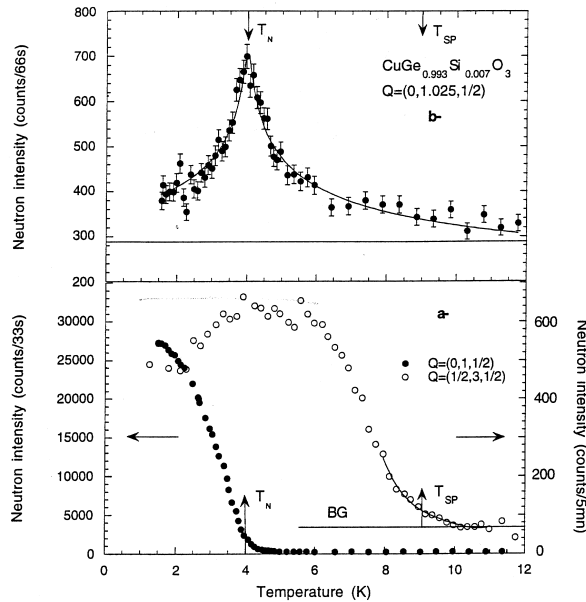 800
700
600
500
400
300
200
Neutron intensity (counts/66s)
T_N
T_SP
CuGe_0.993Si_0.007O_3
Q=(0,1.025,1/2)
b-
a-
30000
25000
20000
15000
10000
5000
0
Neutron intensity (counts/33s)
600
400
200
0
Neutron intensity (counts/5mn)
Q=(0,1,1/2)
Q=(1/2,3,1/2)
T_N
BG
T_SP
0 2 4 6 8 10 12
Temperature (K)